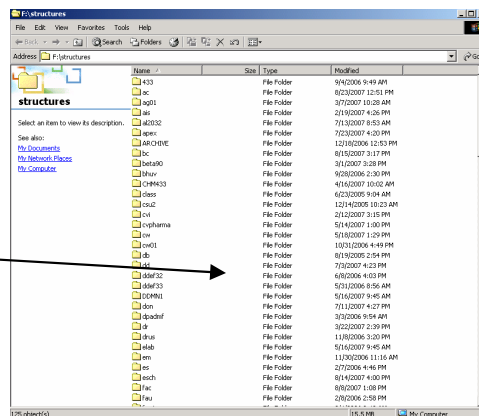 F:\structures
File Edit View Favorites Tools Help
Back Search Folders
Address F:\structures Go
Name Size Type Modified
structures
Select an item to view its description.
See also:
My Documents
My Network Places
My Computer
433 File Folder 9/4/2006 9:49 AM
ac File Folder 8/23/2007 12:51 PM
ag01 File Folder 3/7/2007 10:28 AM
ais File Folder 2/19/2007 4:26 PM
al2032 File Folder 7/13/2007 8:53 AM
apex File Folder 7/23/2007 4:20 PM
ARCHIVE File Folder 12/18/2006 12:53 PM
bc File Folder 8/15/2007 3:17 PM
beta90 File Folder 3/1/2007 3:28 PM
bhuv File Folder 9/28/2006 2:30 PM
CHM433 File Folder 4/16/2007 10:02 AM
class File Folder 6/23/2005 9:04 AM
csu2 File Folder 12/14/2005 10:23 AM
cvi File Folder 2/12/2007 3:15 PM
cvpharma File Folder 5/14/2007 1:00 PM
cw File Folder 5/18/2007 1:29 PM
cw01 File Folder 10/31/2006 4:49 PM
db File Folder 8/19/2005 2:54 PM
dd File Folder 7/3/2007 4:23 PM
ddef32 File Folder 6/8/2006 4:03 PM
ddef33 File Folder 5/31/2006 8:56 AM
DDMN1 File Folder 5/16/2007 9:45 AM
don File Folder 7/11/2007 4:27 PM
dpadmf File Folder 3/3/2006 9:54 AM
dr File Folder 3/22/2007 2:39 PM
drus File Folder 11/8/2006 3:20 PM
elab File Folder 5/16/2007 9:45 AM
em File Folder 11/30/2006 11:16 AM
es File Folder 2/7/2006 4:46 PM
esch File Folder 8/14/2007 4:00 PM
fac File Folder 8/8/2007 1:08 PM
fau File Folder 2/8/2006 2:58 PM
125 object(s) 15.5 MB My Computer